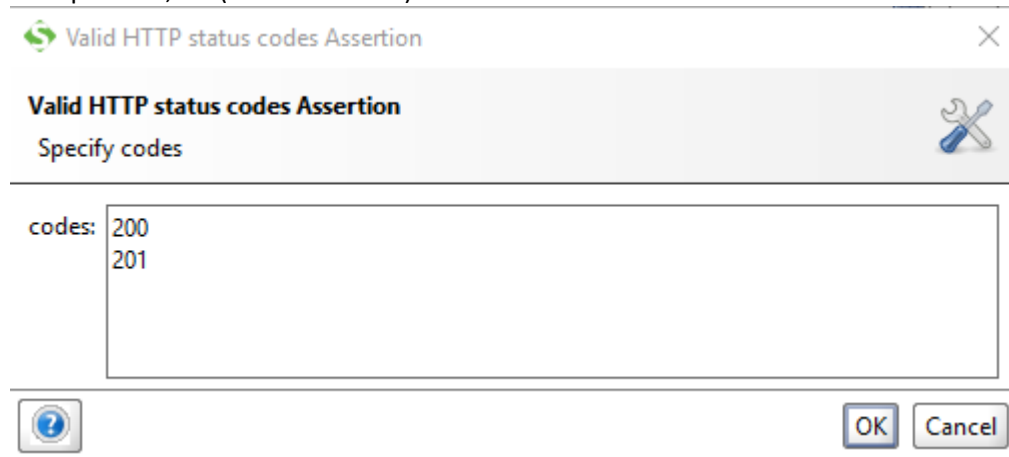 Valid HTTP status codes Assertion
Valid HTTP status codes Assertion
Specify codes
codes: 200
201
OK Cancel